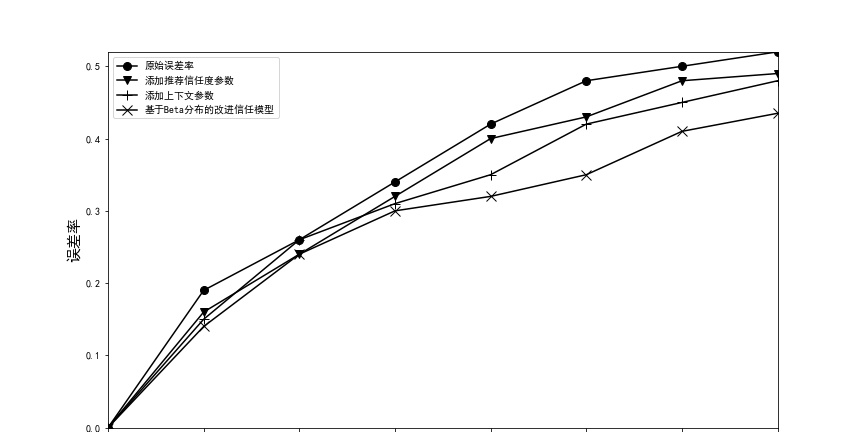 0.5
0.4
0.3
0.2
0.1
0.0
误差率
原始误差率
添加推荐信任度参数
添加上下文参数
基于Beta分布的改进信任模型